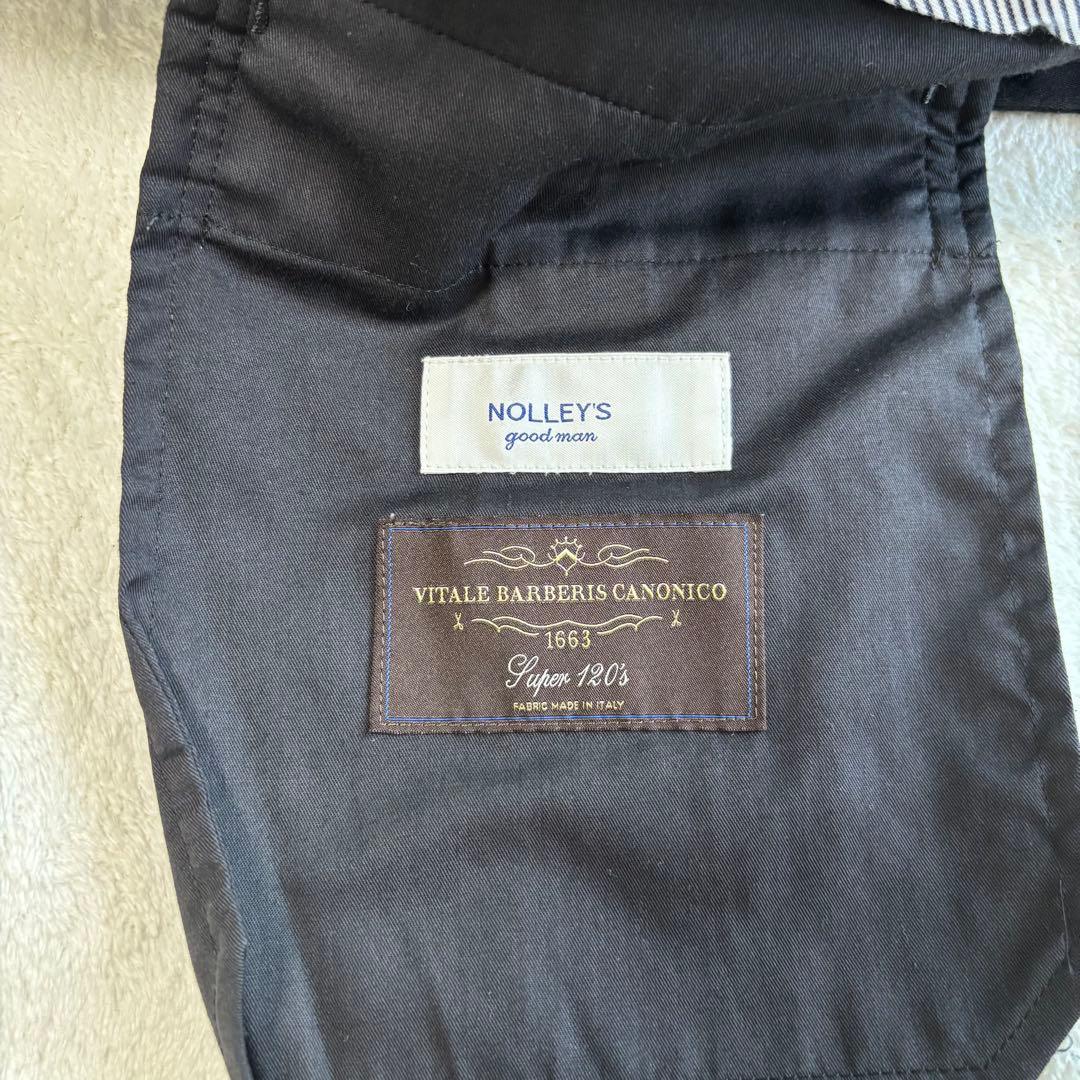 NOLLEY'S
good man
VITALE BARBERIS CANONICO
1663
Super 120's
FABRIC MADE IN ITALY